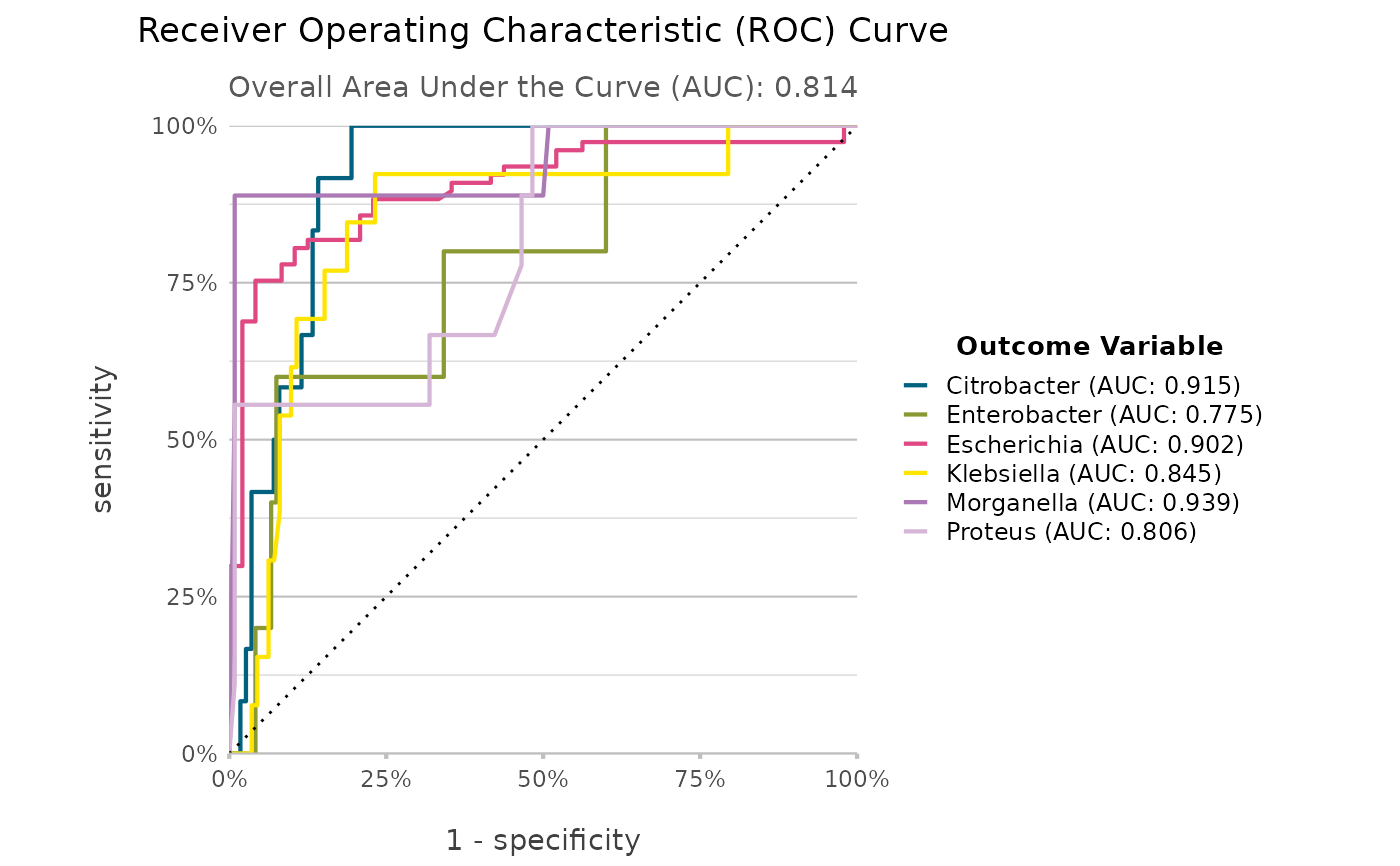 Receiver Operating Characteristic (ROC) Curve
Overall Area Under the Curve (AUC): 0.814
100%
75%
50%
25%
0%
sensitivity
0%
25%
50%
75%
100%
1 - specificity
Outcome Variable
Citrobacter (AUC: 0.915)
Enterobacter (AUC: 0.775)
Escherichia (AUC: 0.902)
Klebsiella (AUC: 0.845)
Morganella (AUC: 0.939)
Proteus (AUC: 0.806)